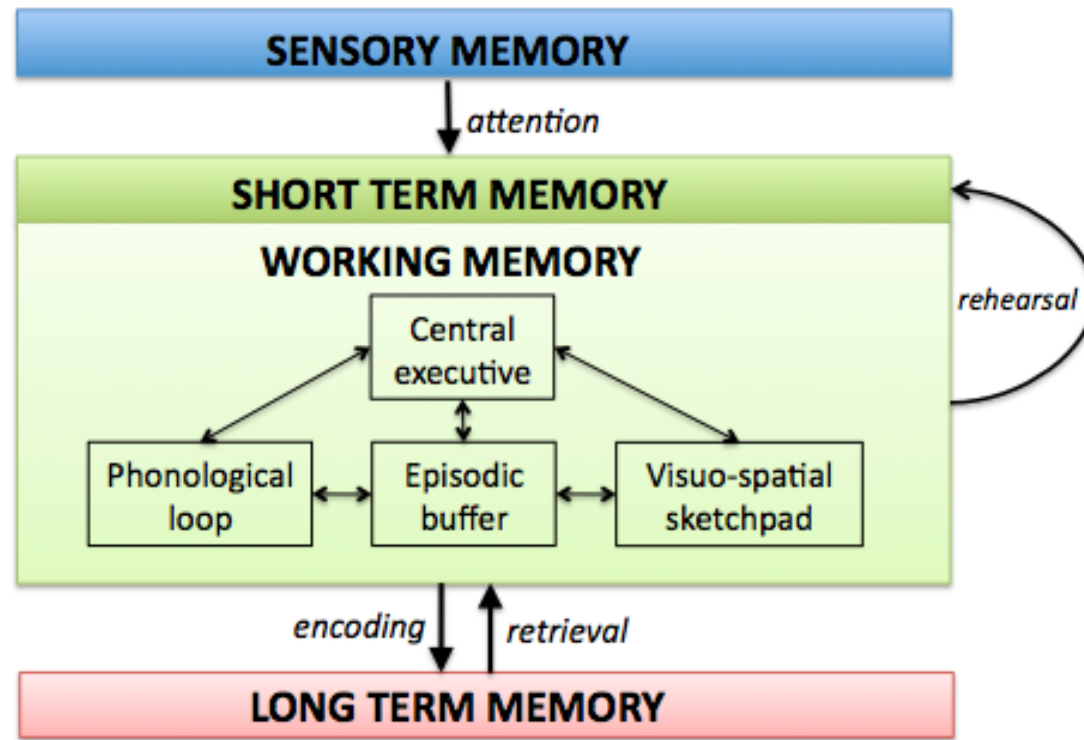 SENSORY MEMORY
attention
SHORT TERM MEMORY
WORKING MEMORY
rehearsal
Central
executive
Phonological
loop
Episodic
buffer
Visuo-spatial
sketchpad
encoding
retrieval
LONG TERM MEMORY